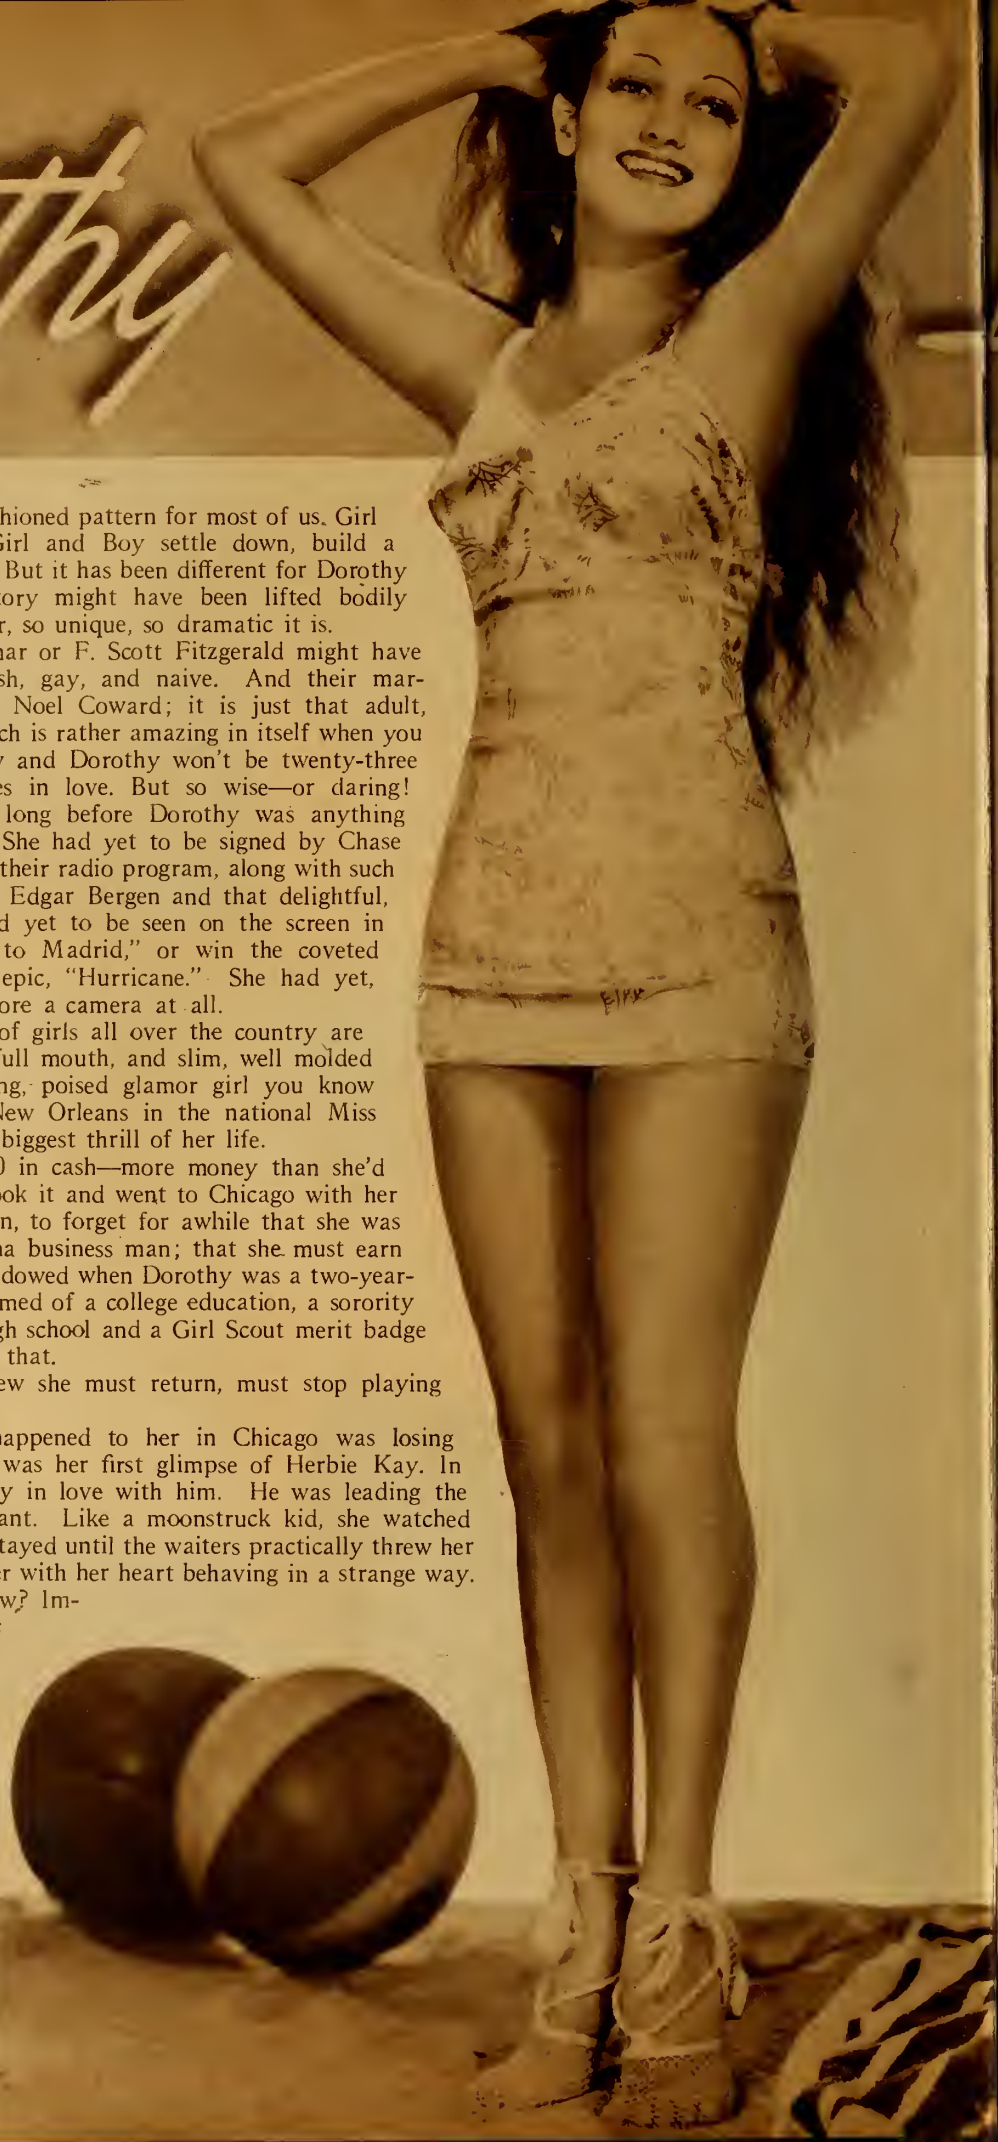 thy
hioned pattern for most of us. Girl
Girl and Boy settle down, build a
But it has been different for Dorothy
tory might have been lifted bodily
r, so unique, so dramatic it is.
nar or F. Scott Fitzgerald might have
sh, gay, and naive. And their mar-
Noel Coward; it is just that adult,
ch is rather amazing in itself when you
y and Dorothy won't be twenty-three
es in love. But so wise—or daring!
long before Dorothy was anything
She had yet to be signed by Chase
their radio program, along with such
Edgar Bergen and that delightful,
d yet to be seen on the screen in
to Madrid," or win the coveted
epic, "Hurricane." She had yet,
ore a camera at all.
of girls all over the country are
full mouth, and slim, well molded
ng, poised glamor girl you know
New Orleans in the national Miss
biggest thrill of her life.
0 in cash—more money than she'd
ook it and went to Chicago with her
n, to forget for awhile that she was
na business man; that she must earn
dowed when Dorothy was a two-year-
med of a college education, a sorority
gh school and a Girl Scout merit badge
that.
ew she must return, must stop playing
happened to her in Chicago was losing
was her first glimpse of Herbie Kay. In
y in love with him. He was leading the
ant. Like a moonstruck kid, she watched
tayed until the waiters practically threw her
er with her heart behaving in a strange way.
w? Im-